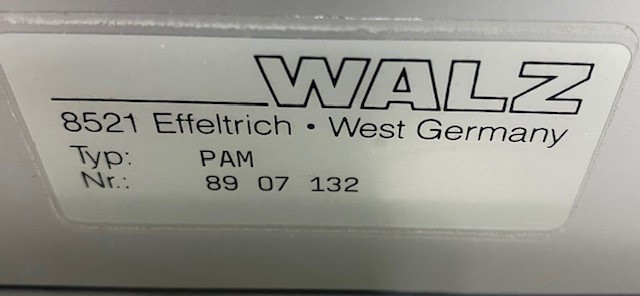 WALZ
8521 Effeltrich • West Germany
Typ: PAM
Nr.: 89 07 132